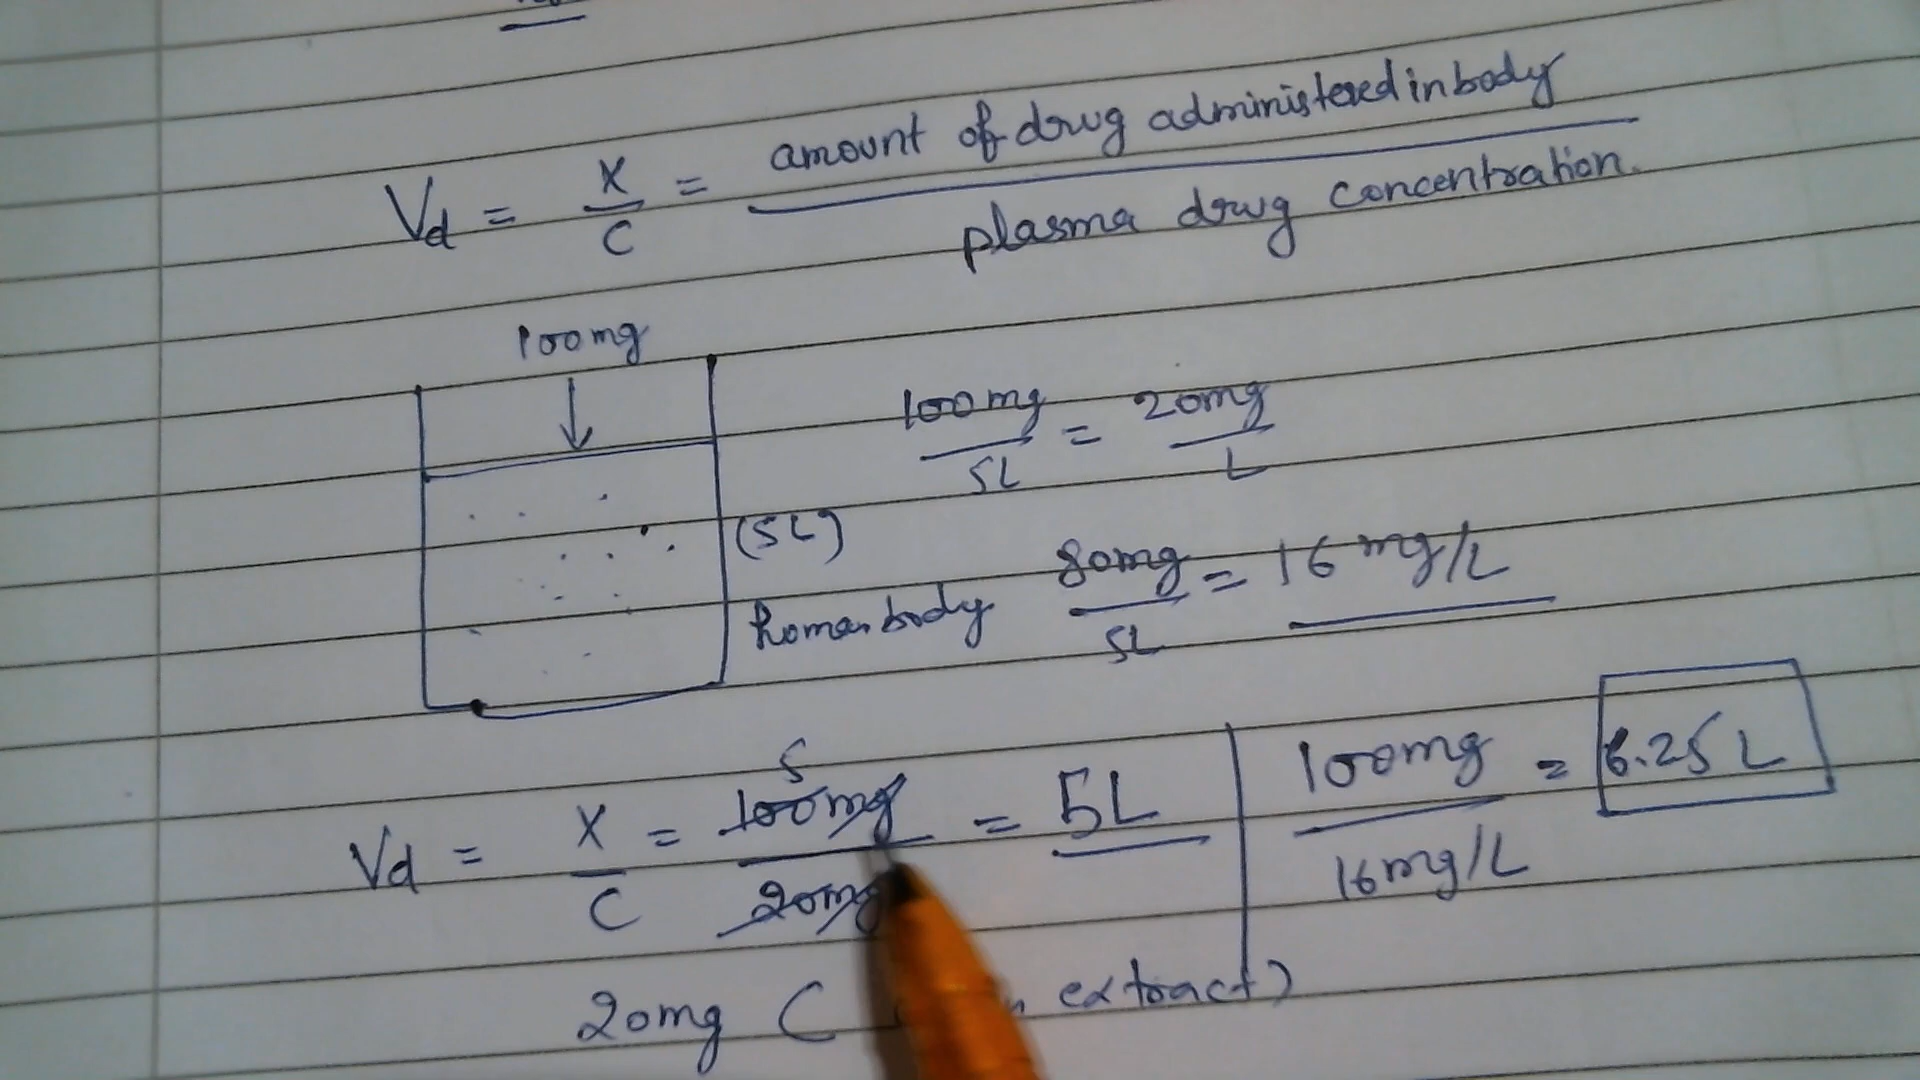 Vd = X/C = amount of drug administered in body / plasma drug concentration.
100mg
100mg/5L = 20mg/L
(5L)
human body 80mg/5L = 16 mg/L
Vd = X/C = 100mg/20mg = 5L
5
100mg/16mg/L = 6.25 L
20mg ( extract)